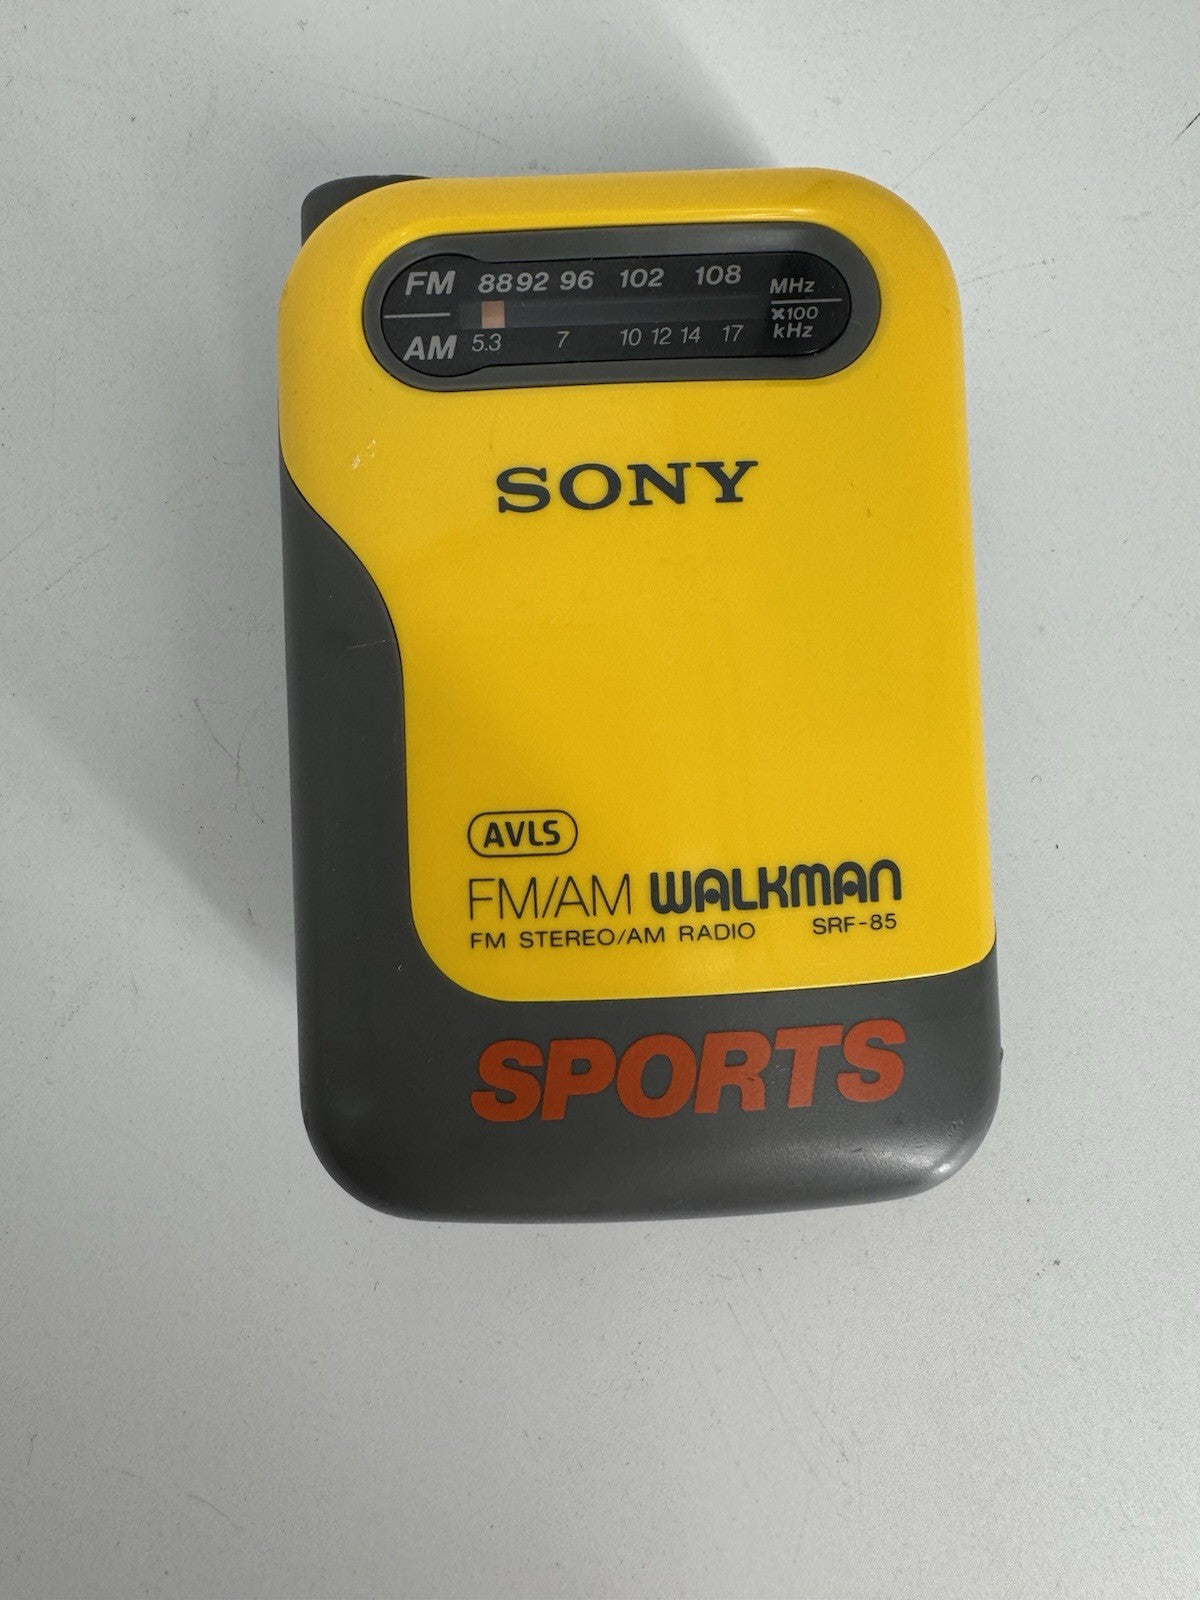 FM 88 92 96 102 108 MHz
AM 5.3 7 10 12 14 17 ×100 kHz
SONY
AVLS
FM/AM WALKMAN
FM STEREO/AM RADIO SRF-85
SPORTS